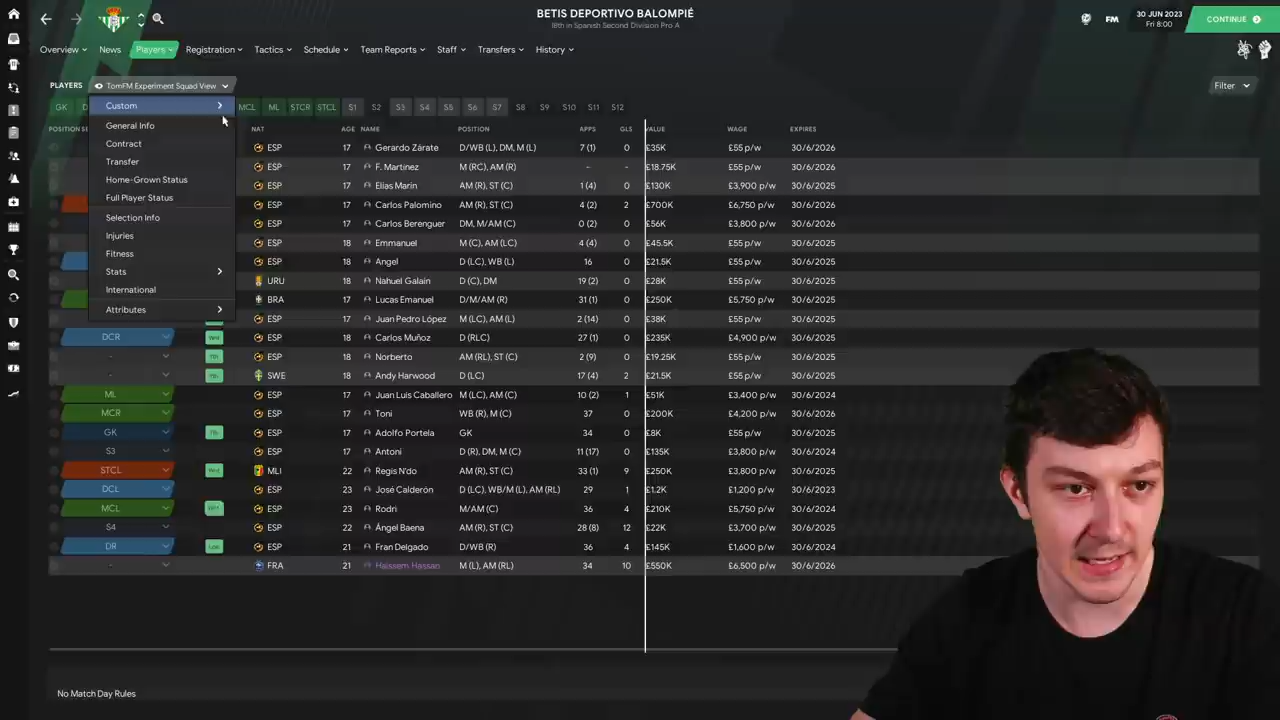 BETIS DEPORTIVO BALOMPIÉ
18th in Spanish Second Division Pro A
FM
30 JUN 2023
Fri 8:00
CONTINUE
Overview
News
Players
Registration
Tactics
Schedule
Team Reports
Staff
Transfers
History
PLAYERS
TomFM Experiment Squad View
Filter
GK
MCL ML STCR STCL S1 S2 S3 S4 S5 S6 S7 S8 S9 S10 S11 S12
Custom
General Info
Contract
Transfer
Home-Grown Status
Full Player Status
Selection Info
Injuries
Fitness
Stats
International
Attributes
NAT AGE NAME POSITION APPS GLS VALUE WAGE EXPIRES
ESP 17 Gerardo Zárate D/WB (L), DM, M (L) 7 (1) 0 £35K £55 p/w 30/6/2026
ESP 17 F. Martínez M (RC), AM (R) - - £18.75K £55 p/w 30/6/2026
ESP 17 Elías Marín AM (R), ST (C) 1 (4) 0 £130K £3,900 p/w 30/6/2026
ESP 17 Carlos Palomino AM (R), ST (C) 4 (2) 2 £700K £6,750 p/w 30/6/2026
ESP 17 Carlos Berenguer DM, M/AM (C) 0 (2) 0 £56K £3,800 p/w 30/6/2026
ESP 18 Emmanuel M (C), AM (LC) 4 (4) 0 £45.5K £55 p/w 30/6/2025
ESP 18 Ángel D (LC), WB (L) 16 0 £21.5K £55 p/w 30/6/2025
URU 18 Nahuel Galaín D (C), DM 19 (2) 0 £28K £55 p/w 30/6/2025
BRA 17 Lucas Emanuel D/M/AM (R) 31 (1) 0 £250K £5,750 p/w 30/6/2025
ESP 17 Juan Pedro López M (LC), AM (L) 2 (14) 0 £38K £55 p/w 30/6/2025
DCR ESP 18 Carlos Muñoz D (RLC) 27 (1) 0 £235K £4,900 p/w 30/6/2025
- ESP 18 Norberto AM (RL), ST (C) 2 (9) 0 £19.25K £55 p/w 30/6/2025
- SWE 18 Andy Harwood D (LC) 17 (4) 2 £21.5K £55 p/w 30/6/2025
ML ESP 17 Juan Luis Caballero M (LC), AM (L) 10 (2) 1 £51K £3,400 p/w 30/6/2024
MCR ESP 17 Toni WB (R), M (C) 37 0 £200K £4,200 p/w 30/6/2026
GK ESP 17 Adolfo Portela GK 34 0 £8K £55 p/w 30/6/2025
S3 ESP 17 Antoni D (R), DM, M (C) 11 (17) 0 £135K £3,800 p/w 30/6/2024
STCL MLI 22 Regis N'do AM (R), ST (C) 33 (1) 9 £250K £3,800 p/w 30/6/2025
DCL ESP 23 José Calderón D (LC), WB/M (L), AM (RL) 29 1 £1.2K £1,200 p/w 30/6/2023
MCL ESP 23 Rodri M/AM (C) 36 4 £210K £5,750 p/w 30/6/2024
S4 ESP 22 Ángel Baena AM (R), ST (C) 28 (8) 12 £22K £3,700 p/w 30/6/2025
DR ESP 21 Fran Delgado D/WB (R) 36 4 £145K £1,600 p/w 30/6/2024
- FRA 21 Haissem Hassan M (L), AM (RL) 34 10 £550K £6,500 p/w 30/6/2026
No Match Day Rules